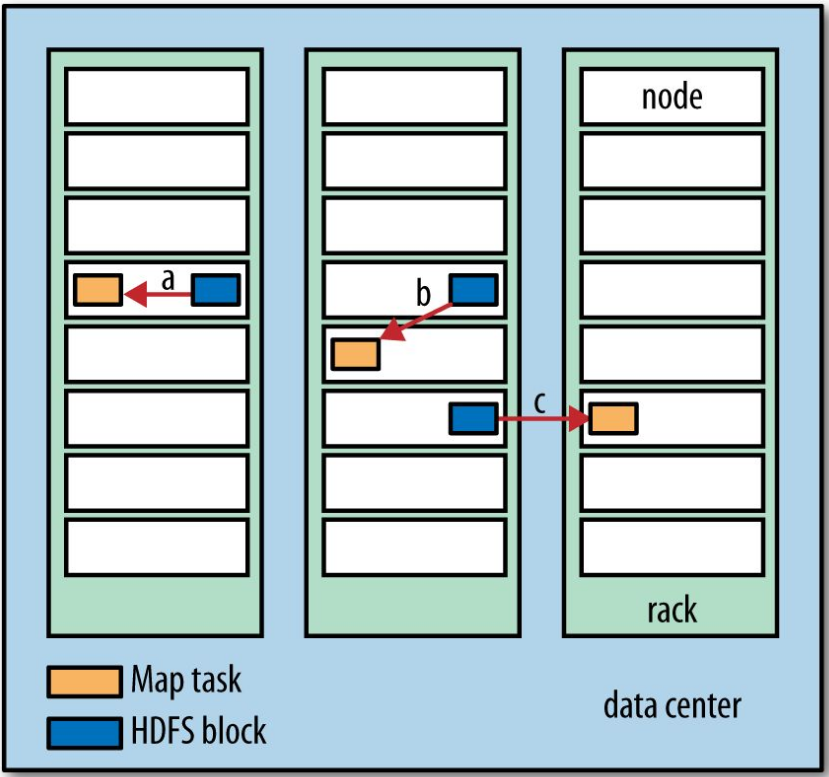 node
a
b
c
rack
Map task
HDFS block
data center